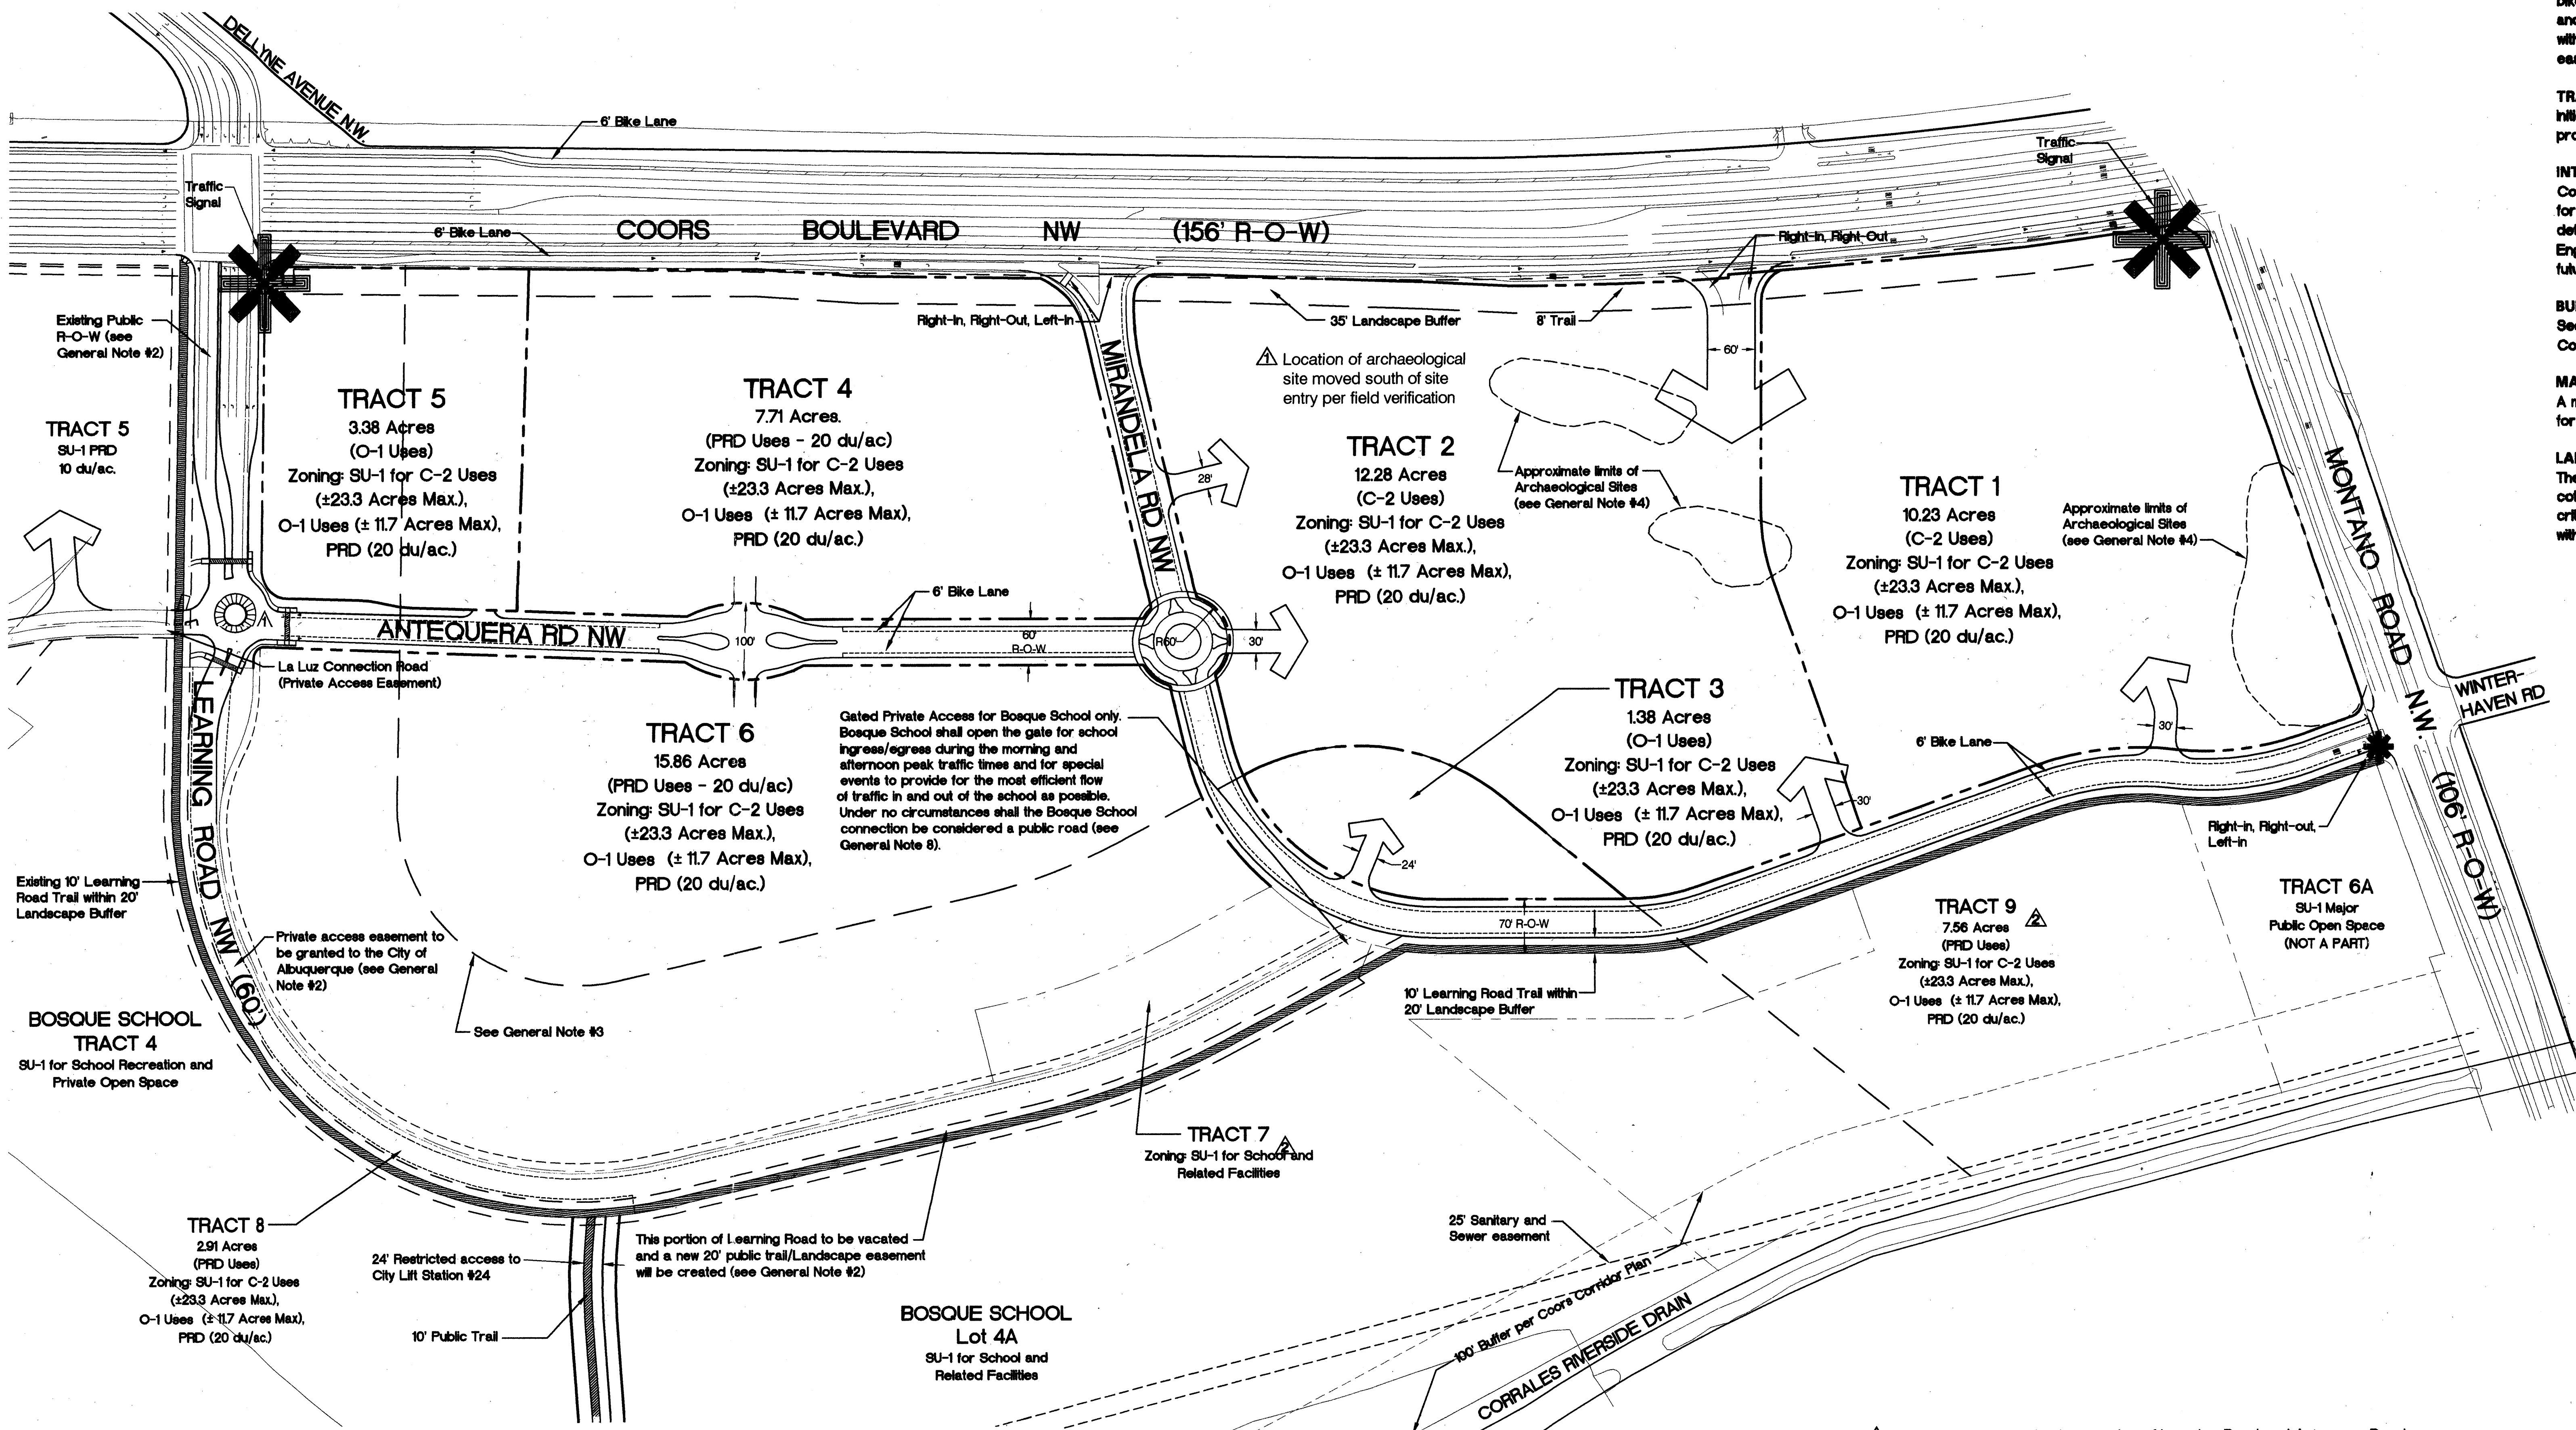 DELLYNE AVENUE N.W
6' Bike Lane
Traffic
Signal
Traffic
Signal
6' Bike Lane
COORS BOULEVARD NW (156' R-O-W)
Right-In, Right-Out
Existing Public
R-O-W (see
General Note #2)
Right-In, Right-Out, Left-In
35' Landscape Buffer
8' Trail
60'
1 Location of archaeological
site moved south of site
entry per field verification
TRACT 5
SU-1 PRD
10 du/ac.
TRACT 5
3.38 Acres
(O-1 Uses)
Zoning: SU-1 for C-2 Uses
(±23.3 Acres Max.),
O-1 Uses (± 11.7 Acres Max),
PRD (20 du/ac.)
TRACT 4
7.71 Acres.
(PRD Uses - 20 du/ac)
Zoning: SU-1 for C-2 Uses
(±23.3 Acres Max.),
O-1 Uses (± 11.7 Acres Max),
PRD (20 du/ac.)
MIRANDELA RD NW
28'
TRACT 2
12.28 Acres
(C-2 Uses)
Zoning: SU-1 for C-2 Uses
(±23.3 Acres Max.),
O-1 Uses (± 11.7 Acres Max),
PRD (20 du/ac.)
Approximate limits of
Archaeological Sites
(see General Note #4)
TRACT 1
10.23 Acres
(C-2 Uses)
Zoning: SU-1 for C-2 Uses
(±23.3 Acres Max.),
O-1 Uses (± 11.7 Acres Max),
PRD (20 du/ac.)
Approximate limits of
Archaeological Sites
(see General Note #4)
MONTANO ROAD N.W. (106' R-O-W)
WINTER-
HAVEN RD
1
ANTEQUERA RD NW
100'
6' Bike Lane
60'
R-O-W
R60'
30'
La Luz Connection Road
(Private Access Easement)
LEARNING ROAD NW (60')
TRACT 6
15.86 Acres
(PRD Uses - 20 du/ac)
Zoning: SU-1 for C-2 Uses
(±23.3 Acres Max.),
O-1 Uses (± 11.7 Acres Max),
PRD (20 du/ac.)
Gated Private Access for Bosque School only.
Bosque School shall open the gate for school
ingress/egress during the morning and
afternoon peak traffic times and for special
events to provide for the most efficient flow
of traffic in and out of the school as possible.
Under no circumstances shall the Bosque School
connection be considered a public road (see
General Note 8).
TRACT 3
1.38 Acres
(O-1 Uses)
Zoning: SU-1 for C-2 Uses
(±23.3 Acres Max.),
O-1 Uses (± 11.7 Acres Max),
PRD (20 du/ac.)
24'
30'
6' Bike Lane
30'
Right-in, Right-out,
Left-in
Existing 10' Learning
Road Trail within 20'
Landscape Buffer
Private access easement to
be granted to the City of
Albuquerque (see General
Note #2)
See General Note #3
70' R-O-W
10' Learning Road Trail within
20' Landscape Buffer
TRACT 9 2
7.56 Acres
(PRD Uses)
Zoning: SU-1 for C-2 Uses
(±23.3 Acres Max.),
O-1 Uses (± 11.7 Acres Max),
PRD (20 du/ac.)
TRACT 6A
SU-1 Major
Public Open Space
(NOT A PART)
BOSQUE SCHOOL
TRACT 4
SU-1 for School Recreation and
Private Open Space
TRACT 7 2
Zoning: SU-1 for School and
Related Facilities
TRACT 8
2.91 Acres
(PRD Uses)
Zoning: SU-1 for C-2 Uses
(±23.3 Acres Max.),
O-1 Uses (± 11.7 Acres Max),
PRD (20 du/ac.)
24' Restricted access to
City Lift Station #24
10' Public Trail
This portion of Learning Road to be vacated
and a new 20' public trail/Landscape easement
will be created (see General Note #2)
BOSQUE SCHOOL
Lot 4A
SU-1 for School and
Related Facilities
25' Sanitary and
Sewer easement
100' Buffer per Coors Corridor Plan
CORRALES RIVERSIDE DRAIN